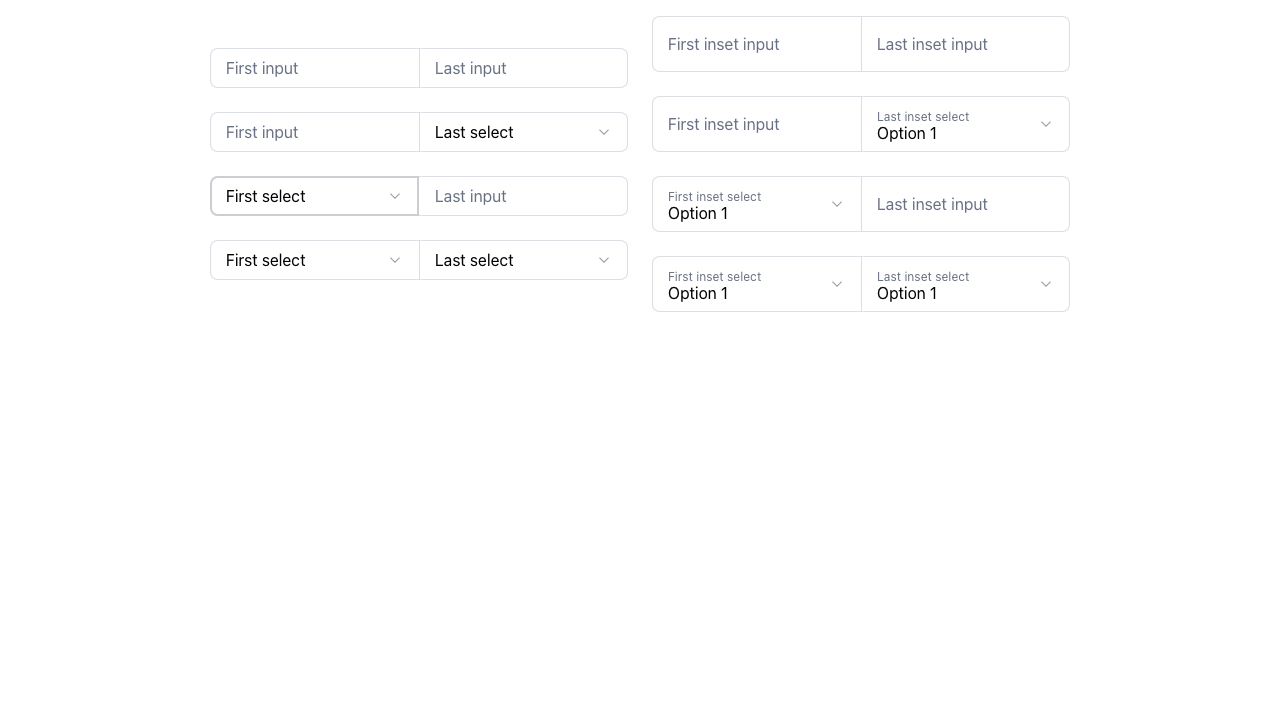 First input
Last input
First input
Last select
First select
Last input
First select
Last select
First inset input
Last inset input
First inset input
Last inset select
Option 1
First inset select
Option 1
Last inset input
First inset select
Option 1
Last inset select
Option 1